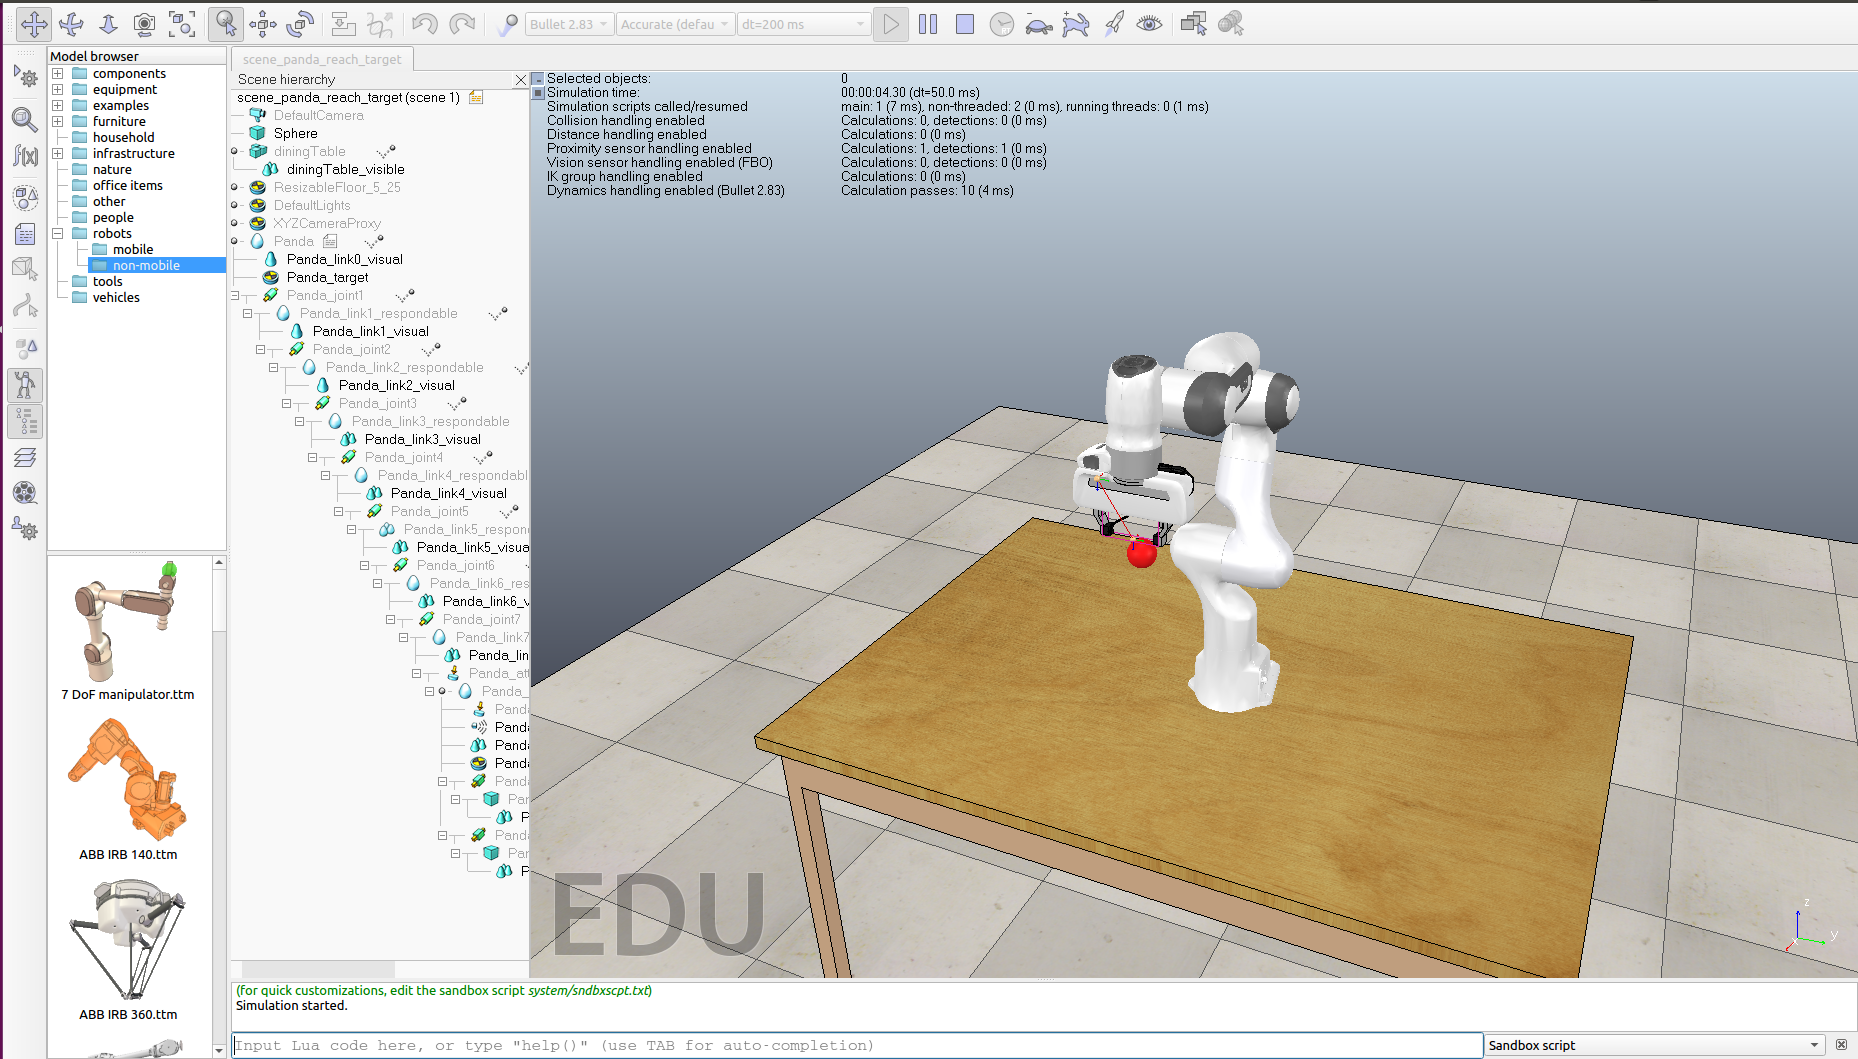 Bullet 2.83
Accurate (defau
dt=200 ms
Model browser
components
equipment
examples
furniture
household
infrastructure
nature
office items
other
people
robots
mobile
non-mobile
tools
vehicles
7 DoF manipulator.ttm
ABB IRB 140.ttm
ABB IRB 360.ttm
scene_panda_reach_target
Scene hierarchy
scene_panda_reach_target (scene 1)
DefaultCamera
Sphere
diningTable
diningTable_visible
ResizableFloor_5_25
DefaultLights
XYZCameraProxy
Panda
Panda_link0_visual
Panda_target
Panda_joint1
Panda_link1_respondable
Panda_link1_visual
Panda_joint2
Panda_link2_respondable
Panda_link2_visual
Panda_joint3
Panda_link3_respondable
Panda_link3_visual
Panda_joint4
Panda_link4_respondabl
Panda_link4_visual
Panda_joint5
Panda_link5_respon
Panda_link5_visua
Panda_joint6
Panda_link6_res
Panda_link6_v
Panda_joint7
Panda_link7
Panda_lin
Panda_at
Panda_
Panda
Panda
Panda
Panda
Panda
Par
P
Panda
Par
P
Selected objects: 0
Simulation time: 00:00:04.30 (dt=50.0 ms)
Simulation scripts called/resumed main: 1 (7 ms), non-threaded: 2 (0 ms), running threads: 0 (1 ms)
Collision handling enabled Calculations: 0, detections: 0 (0 ms)
Distance handling enabled Calculations: 0 (0 ms)
Proximity sensor handling enabled Calculations: 1, detections: 1 (0 ms)
Vision sensor handling enabled (FBO) Calculations: 0, detections: 0 (0 ms)
IK group handling enabled Calculations: 0 (0 ms)
Dynamics handling enabled (Bullet 2.83) Calculation passes: 10 (4 ms)
EDU
z
y
x
(for quick customizations, edit the sandbox script system/sndbxscpt.txt)
Simulation started.
Input Lua code here, or type "help()" (use TAB for auto-completion)
Sandbox script